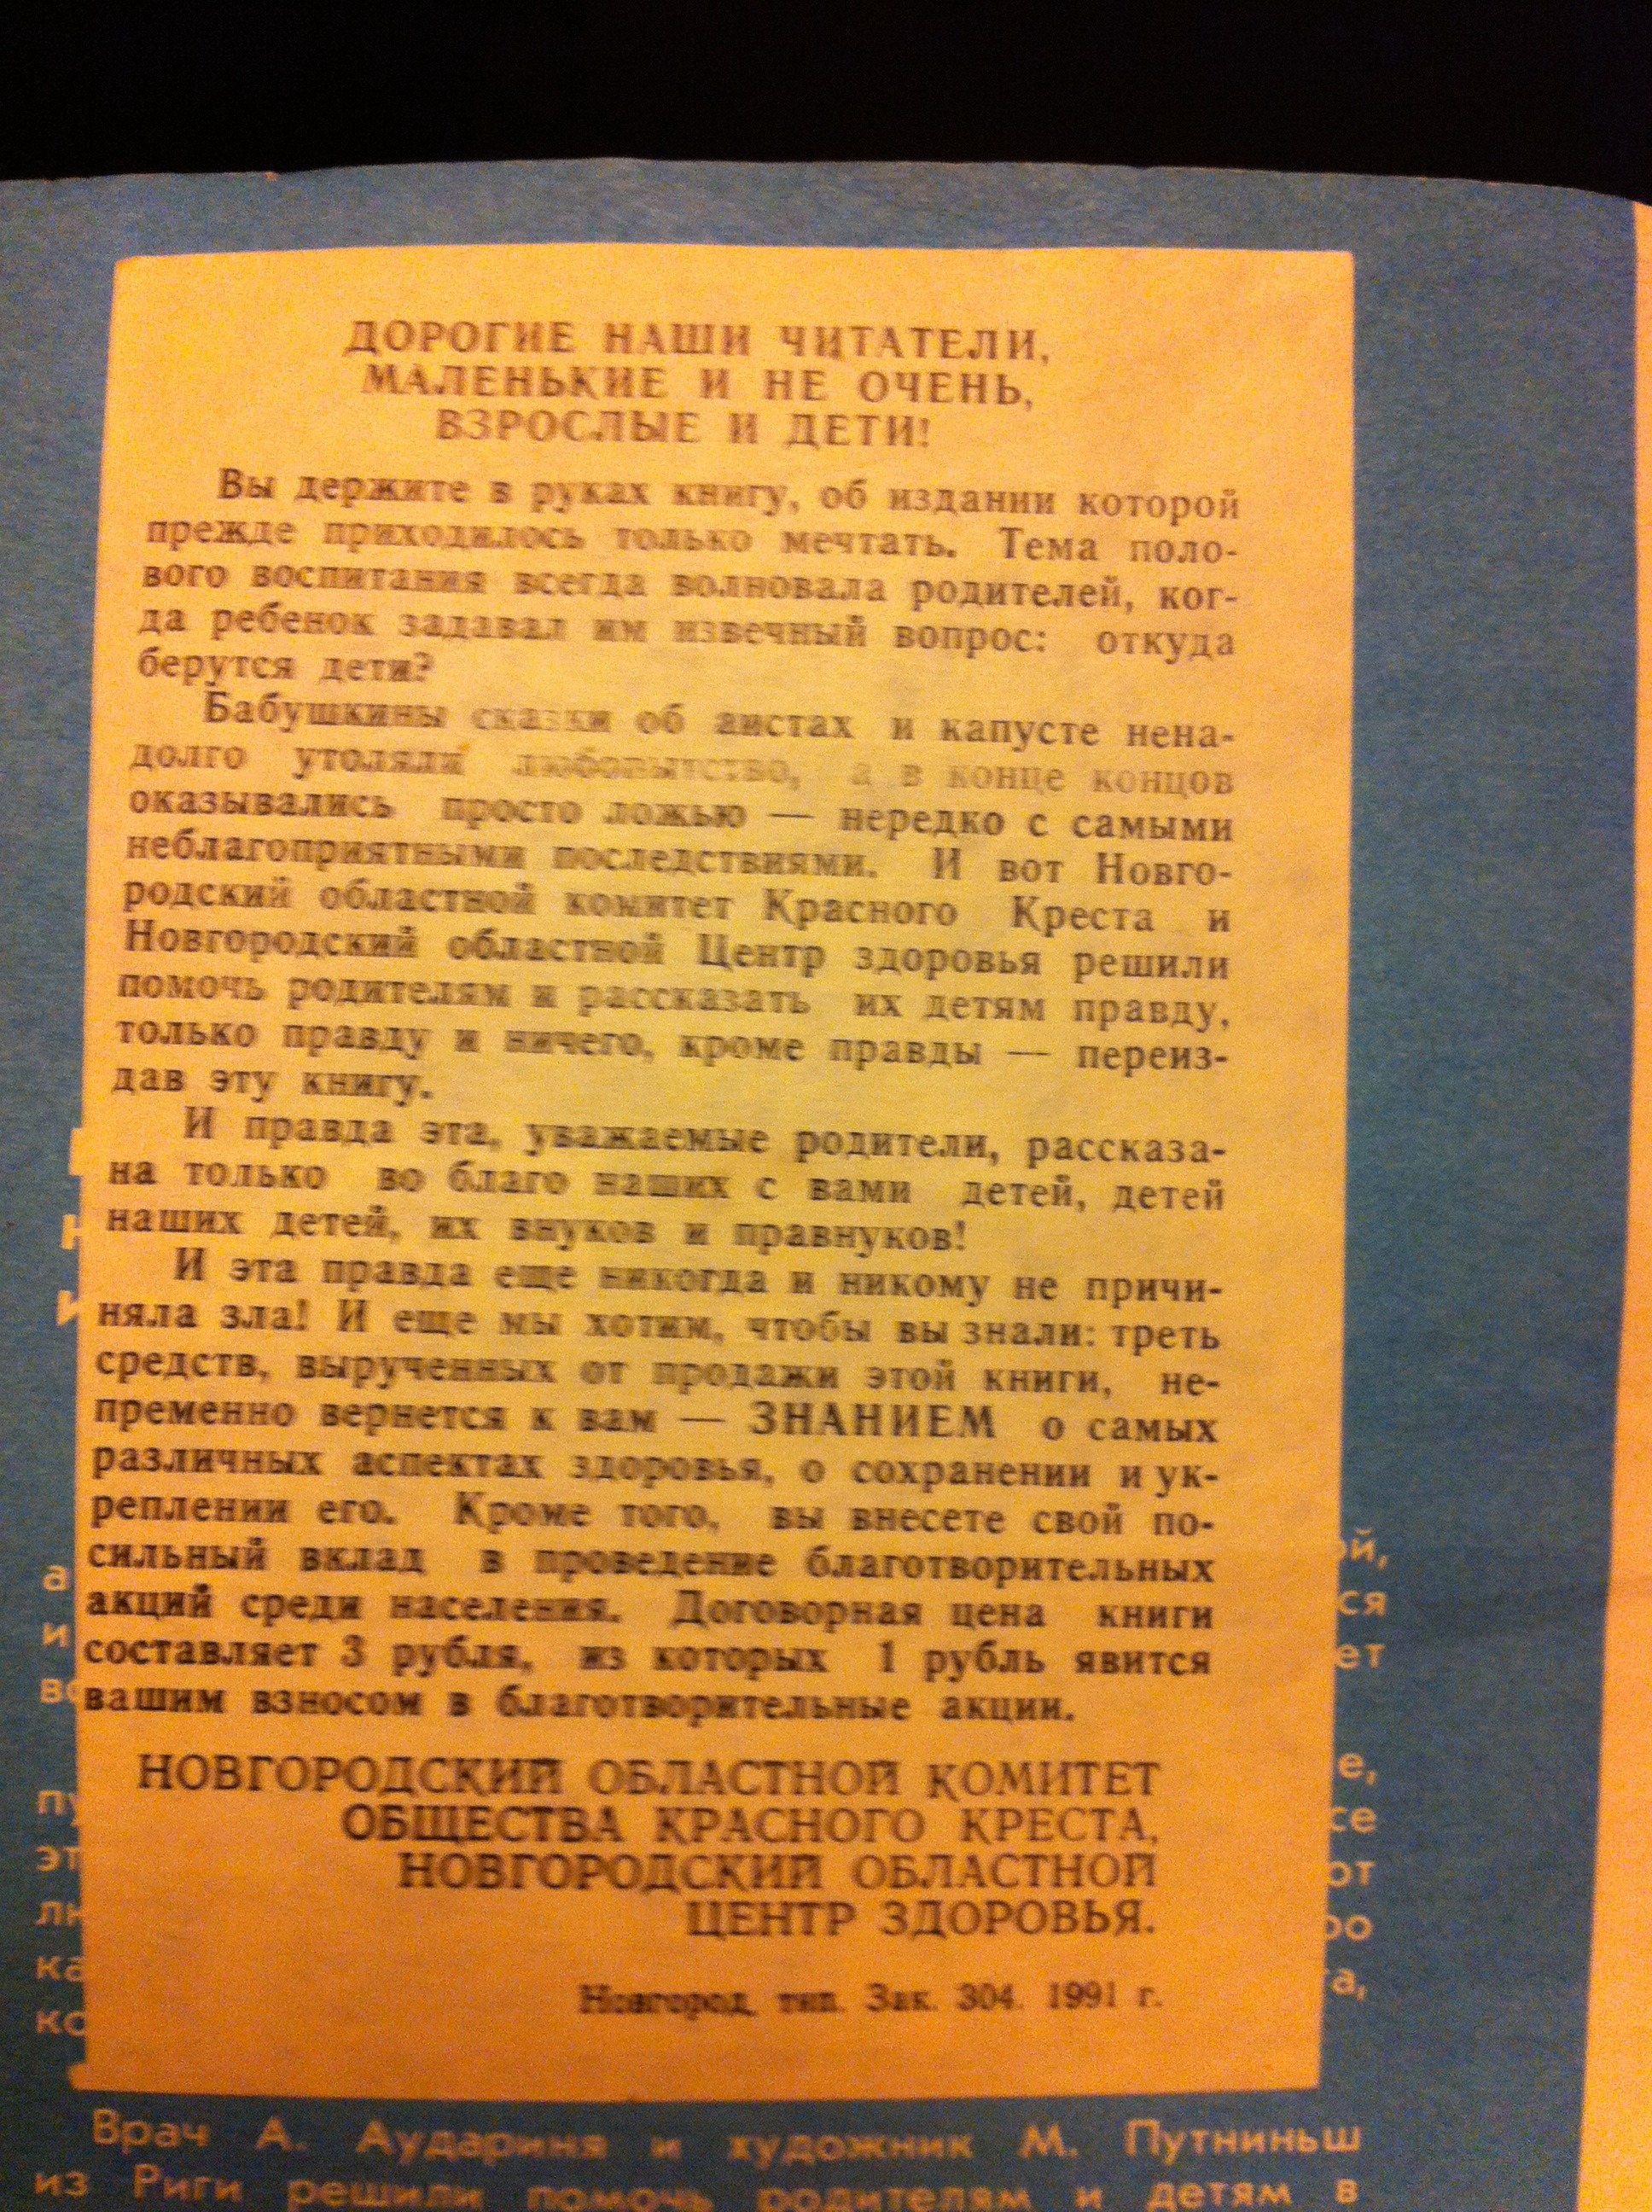 ДОРОГИЕ НАШИ ЧИТАТЕЛИ,
МАЛЕНЬКИЕ И НЕ ОЧЕНЬ,
ВЗРОСЛЫЕ И ДЕТИ!
Вы держите в руках книгу, об издании которой
прежде приходилось только мечтать. Тема поло-
вого воспитания всегда волновала родителей, ког-
да ребенок задавал им извечный вопрос: откуда
берутся дети?
Бабушкины сказки об аистах и капусте нена-
долго утоляли любопытство, а в конце концов
оказывались просто ложью — нередко с самыми
неблагоприятными последствиями. И вот Новго-
родский областной комитет Красного Креста и
Новгородский областной Центр здоровья решили
помочь родителям и рассказать их детям правду,
только правду и ничего, кроме правды — переиз-
дав эту книгу.
И правда эта, уважаемые родители, рассказа-
на только во благо наших с вами детей, детей
наших детей, их внуков и правнуков!
И эта правда еще никогда и никому не причи-
няла зла! И еще мы хотим, чтобы вы знали: треть
средств, вырученных от продажи этой книги, не-
пременно вернется к вам — ЗНАНИЕМ о самых
различных аспектах здоровья, о сохранении и ук-
реплении его. Кроме того, вы внесете свой по-
сильный вклад в проведение благотворительных
акций среди населения. Договорная цена книги
составляет 3 рубля, из которых 1 рубль явится
вашим взносом в благотворительные акции.
НОВГОРОДСКИЙ ОБЛАСТНОЙ КОМИТЕТ
ОБЩЕСТВА КРАСНОГО КРЕСТА,
НОВГОРОДСКИЙ ОБЛАСТНОЙ
ЦЕНТР ЗДОРОВЬЯ.
Новгород. тип. Зак. 304. 1991 г.
Врач А. Аудариня и художник М. Путниньш
из Риги решили помочь родителям и детям в